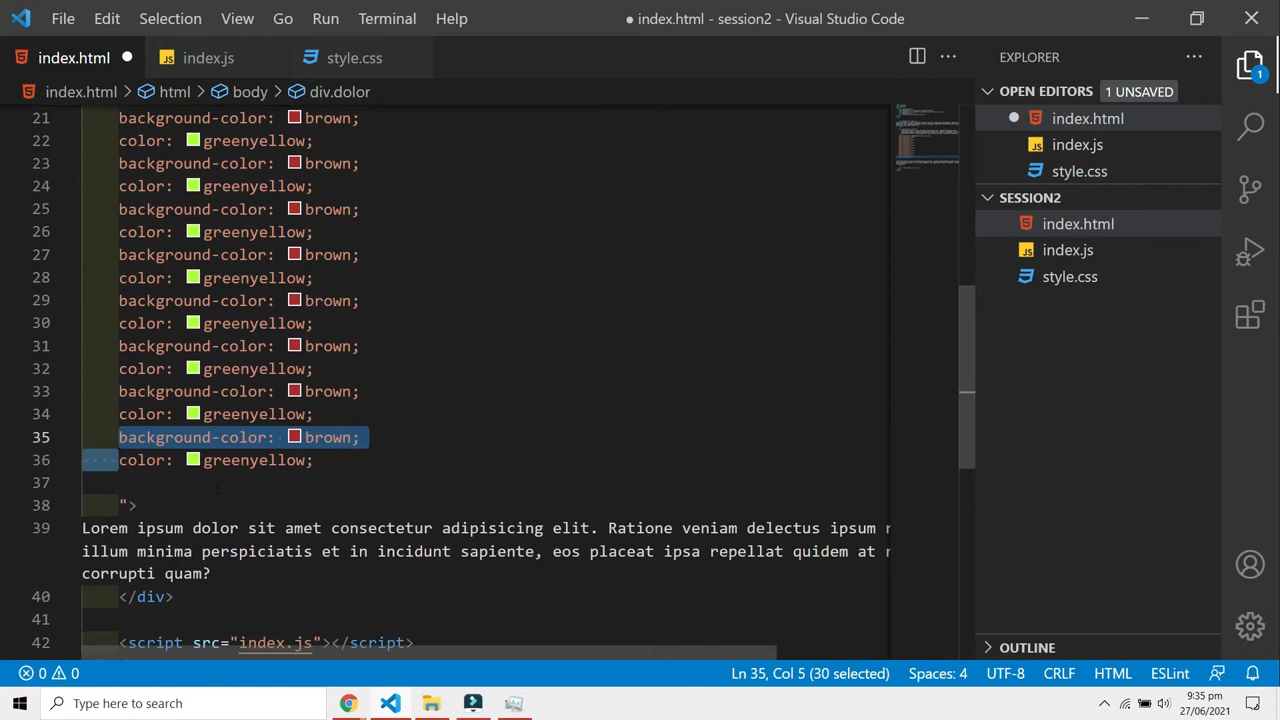 File Edit Selection View Go Run Terminal Help ● index.html - session2 - Visual Studio Code
index.html index.js style.css
EXPLORER
index.html > html > body > div.dolor
OPEN EDITORS 1 UNSAVED
index.html
index.js
style.css
SESSION2
index.html
index.js
style.css
OUTLINE
1
21 background-color: brown;
22 color: greenyellow;
23 background-color: brown;
24 color: greenyellow;
25 background-color: brown;
26 color: greenyellow;
27 background-color: brown;
28 color: greenyellow;
29 background-color: brown;
30 color: greenyellow;
31 background-color: brown;
32 color: greenyellow;
33 background-color: brown;
34 color: greenyellow;
35 background-color: brown;
36 color: greenyellow;
37
38 ">
39 Lorem ipsum dolor sit amet consectetur adipisicing elit. Ratione veniam delectus ipsum
illum minima perspiciatis et in incidunt sapiente, eos placeat ipsa repellat quidem at
corrupti quam?
40 </div>
41
42 <script src="index.js"></script>
0 0 Ln 35, Col 5 (30 selected) Spaces: 4 UTF-8 CRLF HTML ESLint
Type here to search
9:35 pm
27/06/2021